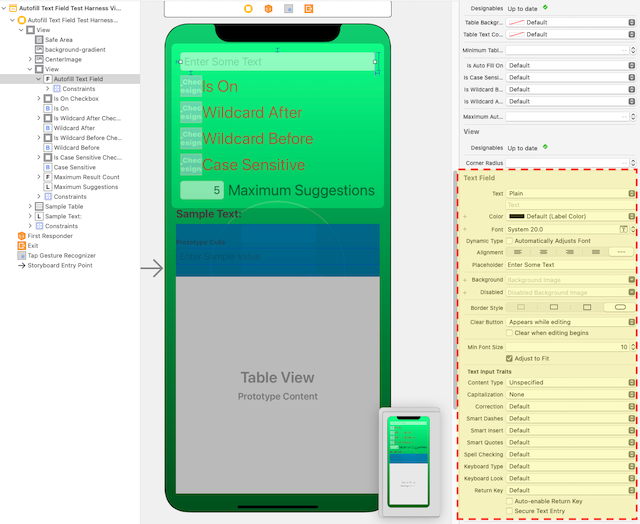 Autofill Text Field Test Harness Vi...
Autofill Text Field Test Harness...
View
Safe Area
background-gradient
CenterImage
View
Autofill Text Field
Constraints
Is On Checkbox
Is On
Is Wildcard After Chec...
Wildcard After
Is Wildcard Before Che...
Wildcard Before
Is Case Sensitive Chec...
Case Sensitive
Maximum Result Count
Maximum Suggestions
Constraints
Sample Table
Sample Text:
Constraints
First Responder
Exit
Tap Gesture Recognizer
Storyboard Entry Point
Enter Some Text
Is On
Wildcard After
Wildcard Before
Case Sensitive
5 Maximum Suggestions
Sample Text:
Prototype Cells
Enter Sample Value
Table View
Prototype Content
Designables Up to date
Table Backgr... Default
Table Text Co... Default
Minimum Table...
Is Auto Fill On Default
Is Case Sensi... Default
Is Wildcard B... Default
Is Wildcard A... Default
Maximum Aut...
View
Designables Up to date
Corner Radius
Text Field
Text Plain
Text
Color Default (Label Color)
Font System 20.0
Dynamic Type Automatically Adjusts Font
Alignment
Placeholder Enter Some Text
Background Background Image
Disabled Disabled Background Image
Border Style
Clear Button Appears while editing
Clear when editing begins
Min Font Size 10
Adjust to Fit
Text Input Traits
Content Type Unspecified
Capitalization None
Correction Default
Smart Dashes Default
Smart Insert Default
Smart Quotes Default
Spell Checking Default
Keyboard Type Default
Keyboard Look Default
Return Key Default
Auto-enable Return Key
Secure Text Entry